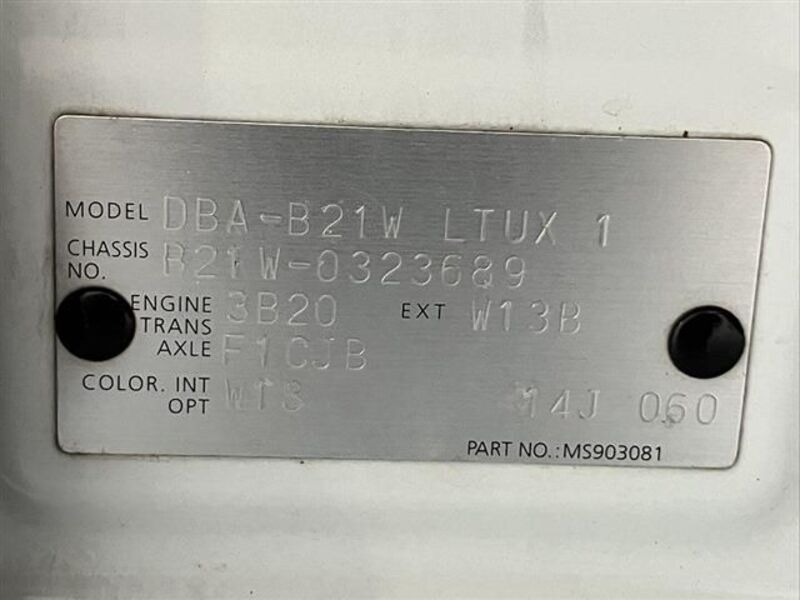 MODEL DBA-B21W LTUX 1
CHASSIS NO. B21W-0323689
ENGINE 3B20 EXT W13B
TRANS AXLE F1CJB
COLOR. INT
OPT 14J 060
PART NO.:MS903081